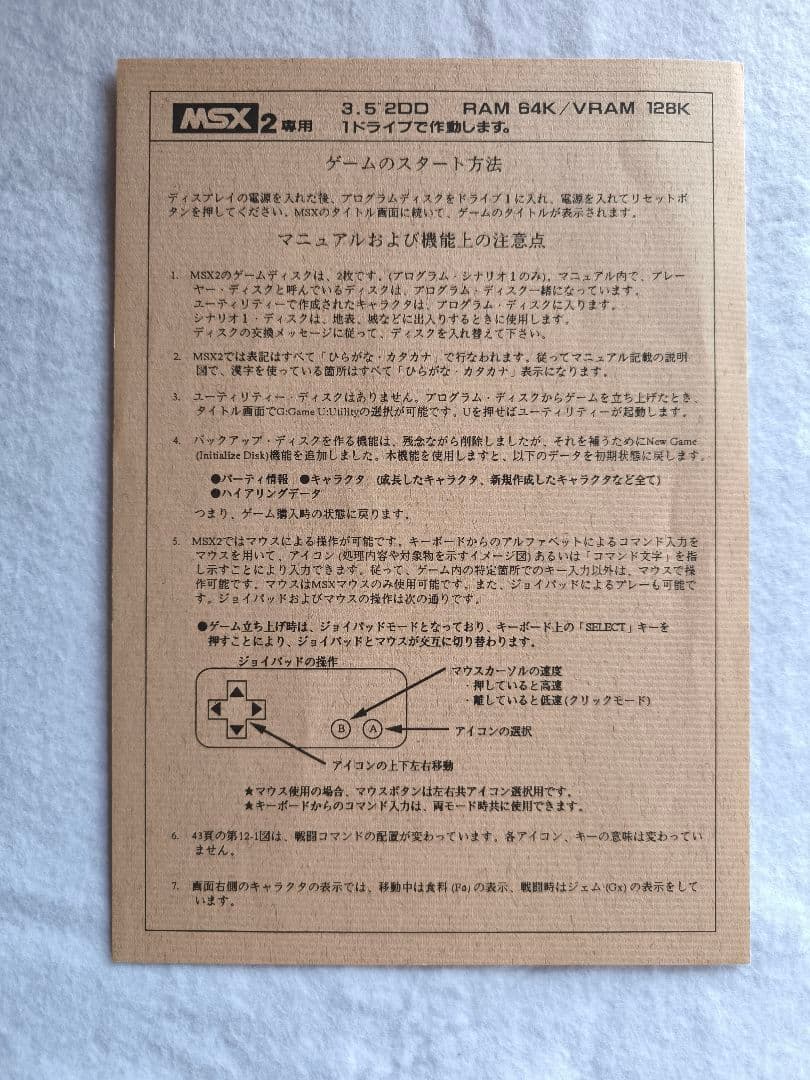 MSX2専用 3.5"2DD RAM 64K/VRAM 128K
1ドライブで作動します。
ゲームのスタート方法
ディスプレイの電源を入れた後、プログラムディスクをドライブ1に入れ、電源を入れてリセットボ
タンを押してください。MSXのタイトル画面に続いて、ゲームのタイトルが表示されます。
マニュアルおよび機能上の注意点
1. MSX2のゲームディスクは、2枚です。(プログラム・シナリオ1のみ)。マニュアル内で、プレー
ヤー・ディスクと呼んでいるディスクは、プログラム・ディスク一緒になっています。
ユーティリティーで作成されたキャラクタは、プログラム・ディスクに入ります。
シナリオ1・ディスクは、地表、城などに出入りするときに使用します。
ディスクの交換メッセージに従って、ディスクを入れ替えて下さい。
2. MSX2では表記はすべて「ひらがな・カタカナ」で行なわれます。従ってマニュアル記載の説明
図で、漢字を使っている箇所はすべて「ひらがな・カタカナ」表示になります。
3. ユーティリティー・ディスクはありません。プログラム・ディスクからゲームを立ち上げたとき、
タイトル画面でG:Game U:Utilityの選択が可能です。Uを押せばユーティリティーが起動します。
4. バックアップ・ディスクを作る機能は、残念ながら削除しましたが、それを補うためにNew Game
(Initialize Disk)機能を追加しました。本機能を使用しますと、以下のデータを初期状態に戻します。
●パーティ情報 ●キャラクタ (成長したキャラクタ、新規作成したキャラクタなど全て)
●ハイアリングデータ
つまり、ゲーム購入時の状態に戻ります。
5. MSX2ではマウスによる操作が可能です。キーボードからのアルファベットによるコマンド入力を
マウスを用いて、アイコン(処理内容や対象物を示すイメージ図)あるいは「コマンド文字」を指
し示すことにより入力できます。従って、ゲーム内の特定箇所でのキー入力以外は、マウスで操
作可能です。マウスはMSXマウスのみ使用可能です。また、ジョイパッドによるプレーも可能で
す。ジョイパッドおよびマウスの操作は次の通りです。
●ゲーム立ち上げ時は、ジョイパッドモードとなっており、キーボード上の「SELECT」キーを
押すことにより、ジョイパッドとマウスが交互に切り替わります。
ジョイパッドの操作
マウスカーソルの速度
・押していると高速
・離していると低速(クリックモード)
B A
アイコンの選択
アイコンの上下左右移動
★マウス使用の場合、マウスボタンは左右共アイコン選択用です。
★キーボードからのコマンド入力は、両モード時共に使用できます。
6. 43頁の第12-1図は、戦闘コマンドの配置が変わっています。各アイコン、キーの意味は変わってい
ません。
7. 画面右側のキャラクタの表示では、移動中は食料(Fo)の表示、戦闘時はジェム(Gx)の表示をして
います。